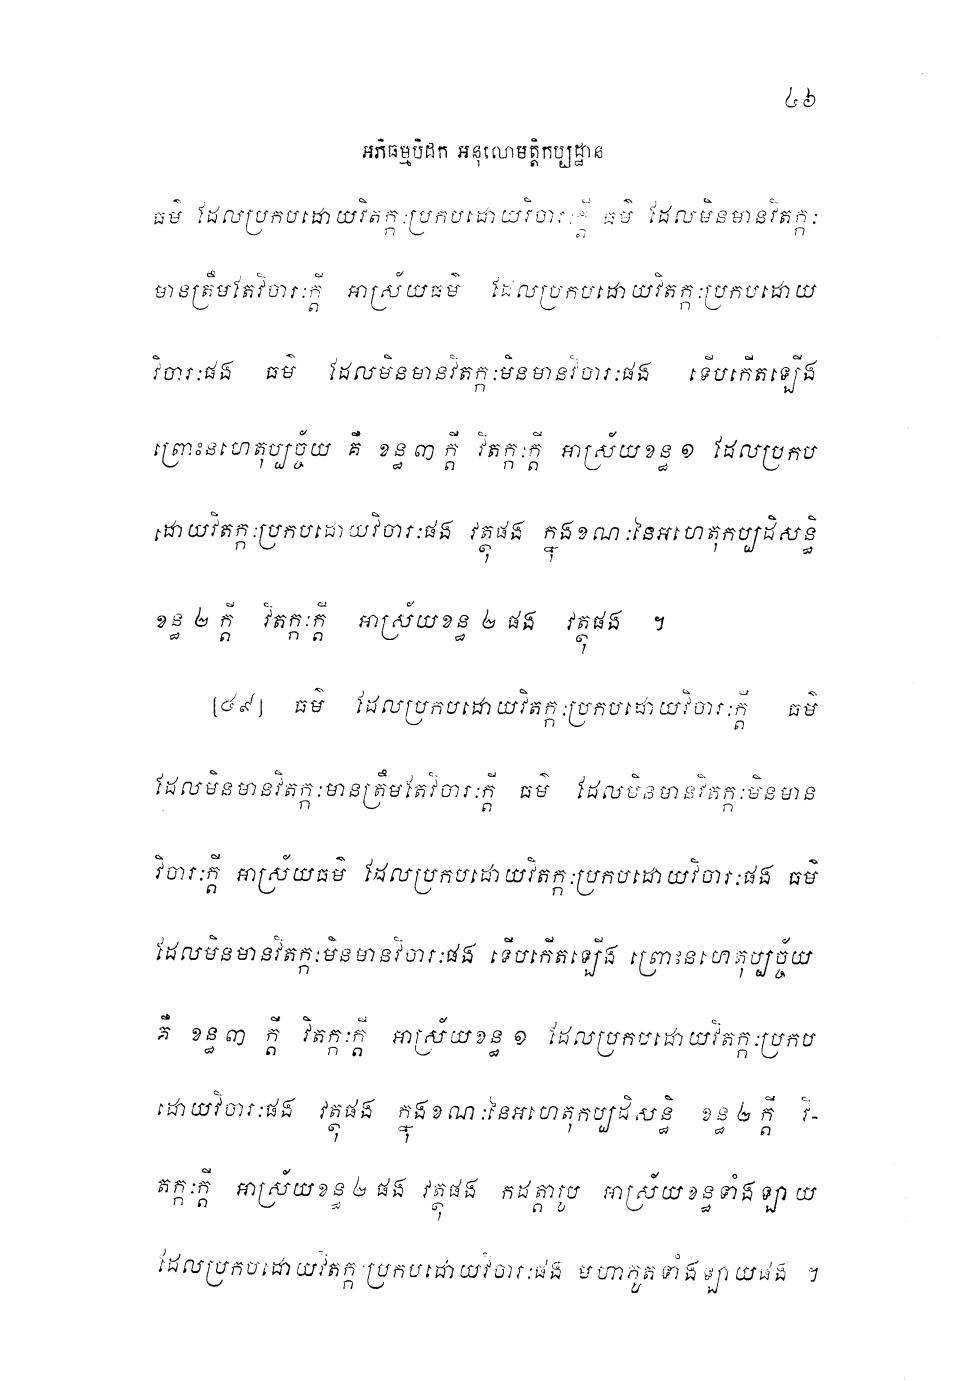 ៤៦
អភិធម្មបិដក អនុលោមត្តិកប្បដ្ឋាន
ធម៌ ដែលប្រកបដោយវិតក្កៈប្រកបដោយវិចារៈក្តី ធម៌ ដែលមិនមានវិតក្កៈ
មានត្រឹមតែវិចារៈក្តី អាស្រ័យធម៌ ដែលប្រកបដោយវិតក្កៈប្រកបដោយ
វិចារៈផង ធម៌ ដែលមិនមានវិតក្កៈមិនមានវិចារៈផង ទើបកើតឡើង
ព្រោះនហេតុប្បច្ច័យ គឺ ខន្ធ ៣ ក្តី វិតក្កៈក្តី អាស្រ័យខន្ធ ១ ដែលប្រកប
ដោយវិតក្កៈប្រកបដោយវិចារៈផង វត្ថុផង ក្នុងខណៈនៃអហេតុកប្បដិសន្ធិ
ខន្ធ ២ ក្តី វិតក្កៈក្តី អាស្រ័យខន្ធ ២ ផង វត្ថុផង ។
[៤៩] ធម៌ ដែលប្រកបដោយវិតក្កៈប្រកបដោយវិចារៈក្តី ធម៌
ដែលមិនមានវិតក្កៈមានត្រឹមតែវិចារៈក្តី ធម៌ ដែលមិនមានវិតក្កៈមិនមាន
វិចារៈក្តី អាស្រ័យធម៌ ដែលប្រកបដោយវិតក្កៈប្រកបដោយវិចារៈផង ធម៌
ដែលមិនមានវិតក្កៈមិនមានវិចារៈផង ទើបកើតឡើង ព្រោះនហេតុប្បច្ច័យ
គឺ ខន្ធ ៣ ក្តី វិតក្កៈក្តី អាស្រ័យខន្ធ ១ ដែលប្រកបដោយវិតក្កៈប្រកប
ដោយវិចារៈផង វត្ថុផង ក្នុងខណៈនៃអហេតុកប្បដិសន្ធិ ខន្ធ ២ ក្តី វិ-
តក្កៈក្តី អាស្រ័យខន្ធ ២ ផង វត្ថុផង កដត្តារូប អាស្រ័យខន្ធទាំងឡាយ
ដែលប្រកបដោយវិតក្កៈប្រកបដោយវិចារៈផង មហាភូតទាំងឡាយផង ។